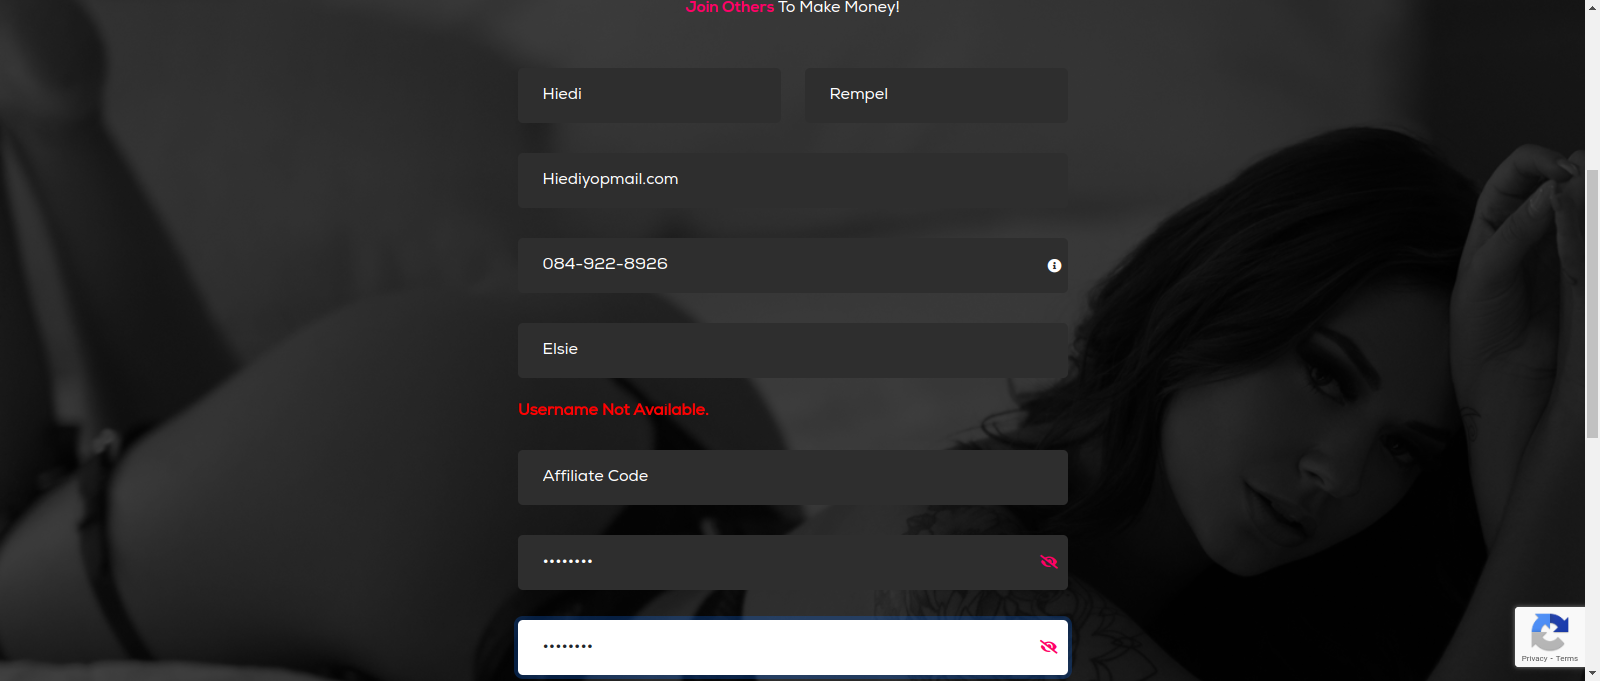 Join Others To Make Money!
Hiedi
Rempel
Hiediyopmail.com
084-922-8926
Elsie
Username Not Available.
Affiliate Code
••••••••
••••••••
Privacy - Terms